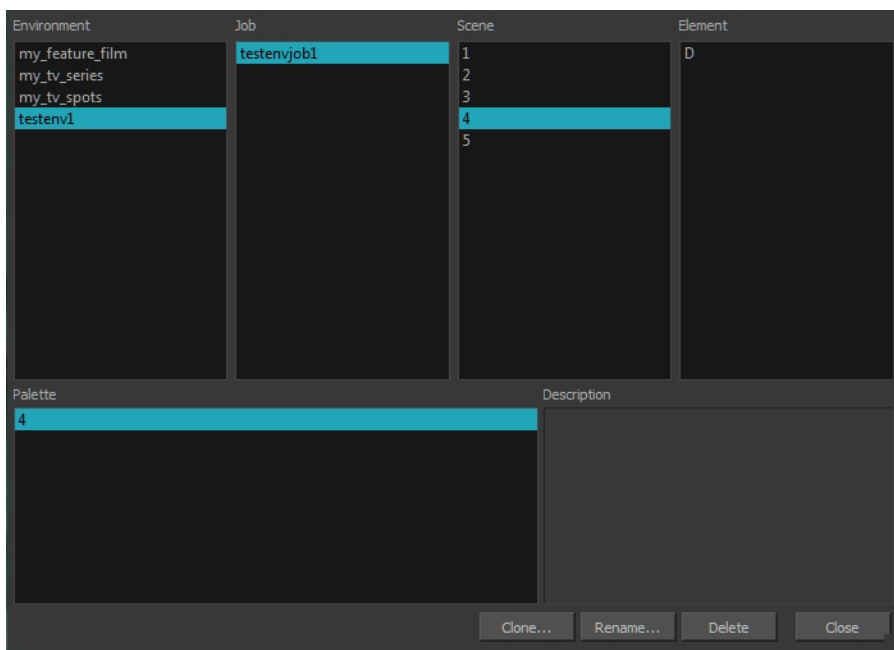 Environment
Job
Scene
Element
my_feature_film
my_tv_series
my_tv_spots
testenv1
testenvjob1
1
2
3
4
5
D
Palette
Description
4
Clone...
Rename...
Delete
Close